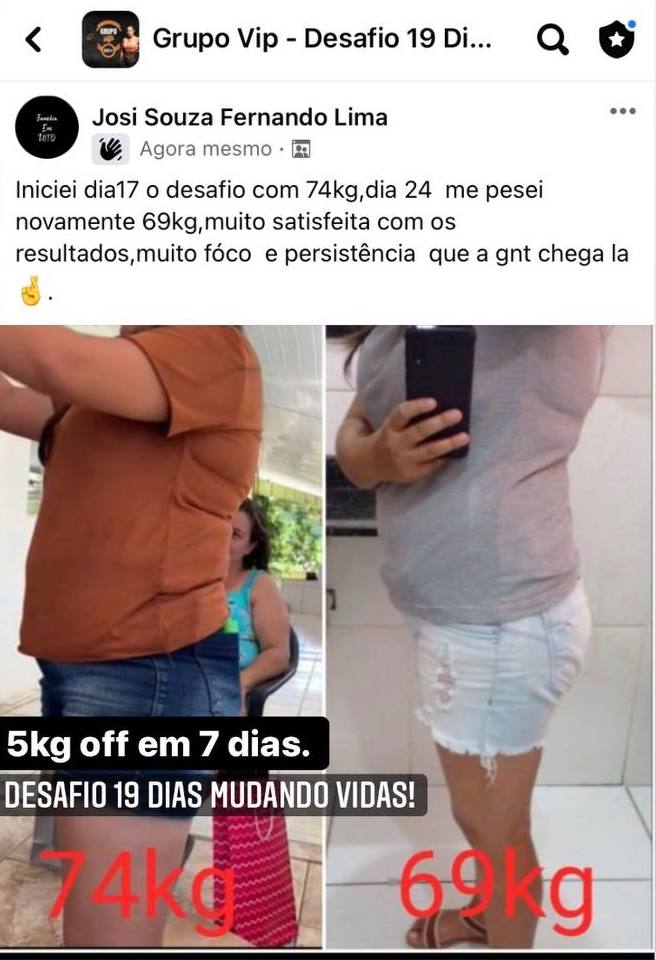 Grupo Vip - Desafio 19 Di...
GRUPO
Josi Souza Fernando Lima
Agora mesmo ·
Iniciei dia17 o desafio com 74kg,dia 24 me pesei
novamente 69kg,muito satisfeita com os
resultados,muito fóco e persistência que a gnt chega la
🤞.
5kg off em 7 dias.
DESAFIO 19 DIAS MUDANDO VIDAS!
74kg
69kg